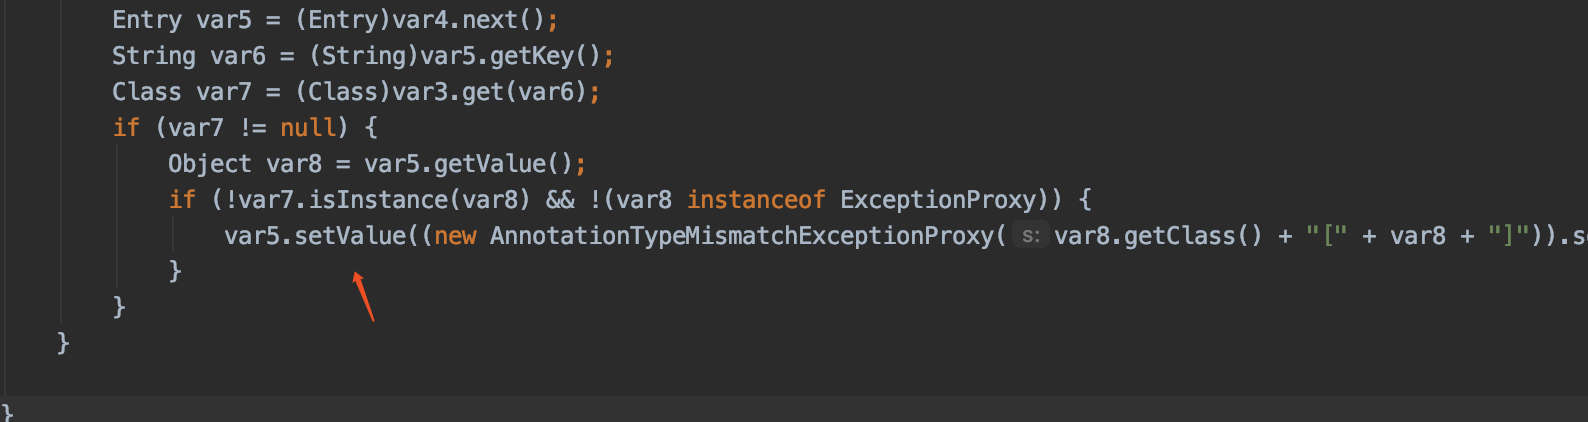 Entry var5 = (Entry)var4.next();
String var6 = (String)var5.getKey();
Class var7 = (Class)var3.get(var6);
if (var7 != null) {
Object var8 = var5.getValue();
if (!var7.isInstance(var8) && !(var8 instanceof ExceptionProxy)) {
var5.setValue((new AnnotationTypeMismatchExceptionProxy( s: var8.getClass() + "[" + var8 + "]")).s
}
}
}
}